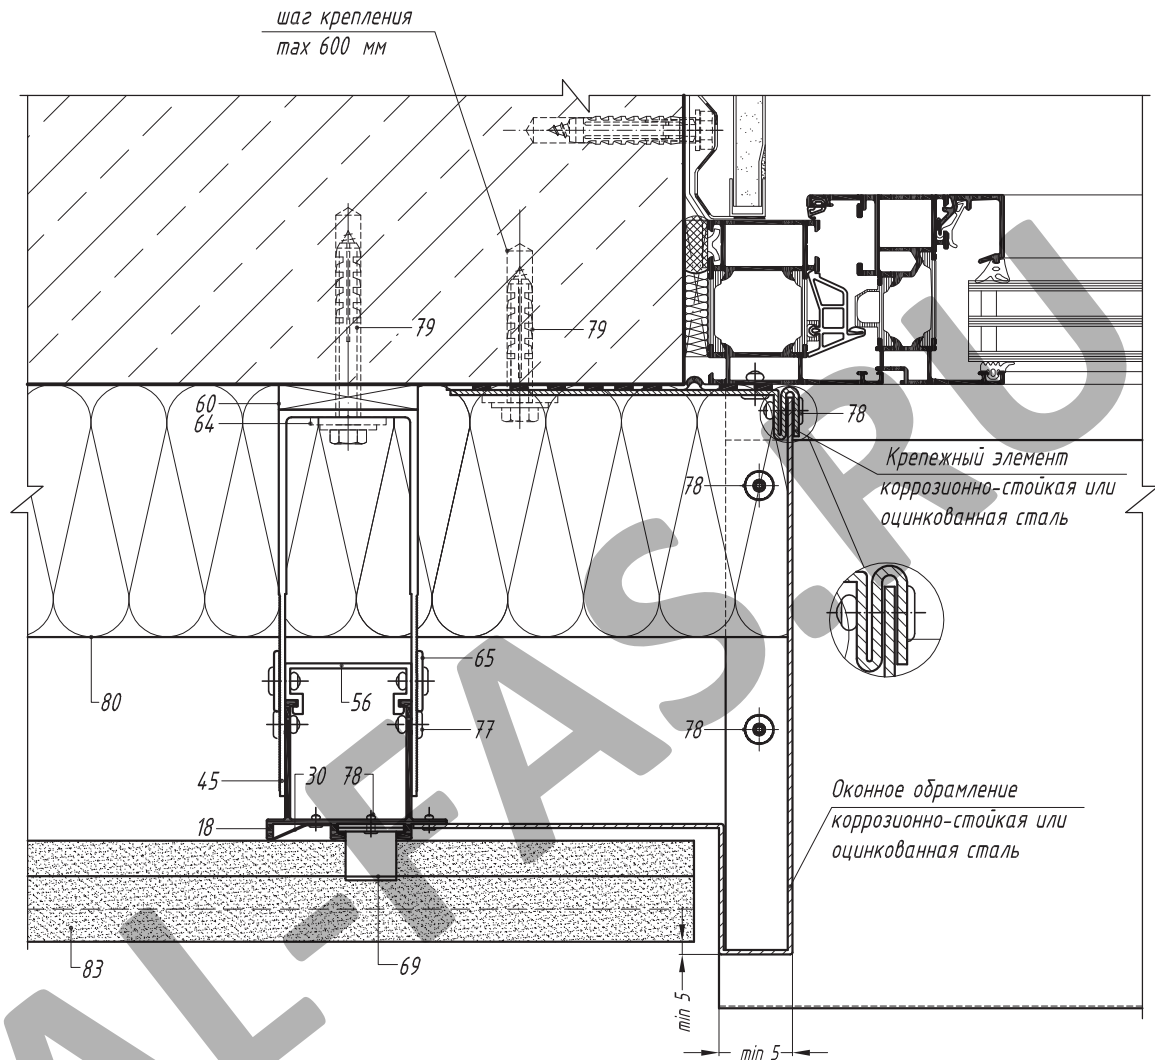 шаг крепления
max 600 мм
79
79
60
64
78
Крепежный элемент
коррозионно-стойкая или
оцинкованная сталь
78
65
80
56
78
77
45
30
78
18
Оконное обрамление
коррозионно-стойкая или
оцинкованная сталь
83
69
min 5
min 5
AL-FAS.RU